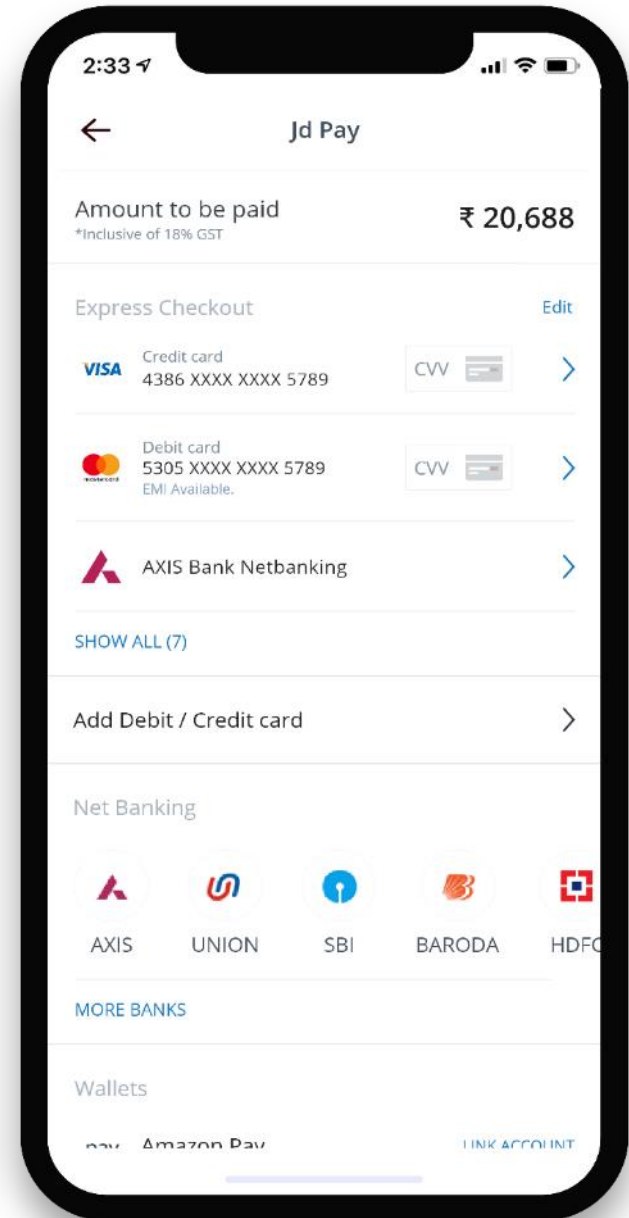 2:33
Jd Pay
Amount to be paid
*Inclusive of 18% GST
₹ 20,688
Express Checkout
Edit
VISA
Credit card
4386 XXXX XXXX 5789
CVV
mastercard
Debit card
5305 XXXX XXXX 5789
EMI Available.
CVV
AXIS Bank Netbanking
SHOW ALL (7)
Add Debit / Credit card
Net Banking
AXIS UNION SBI BARODA HDFC
MORE BANKS
Wallets
pay Amazon Pay LINK ACCOUNT